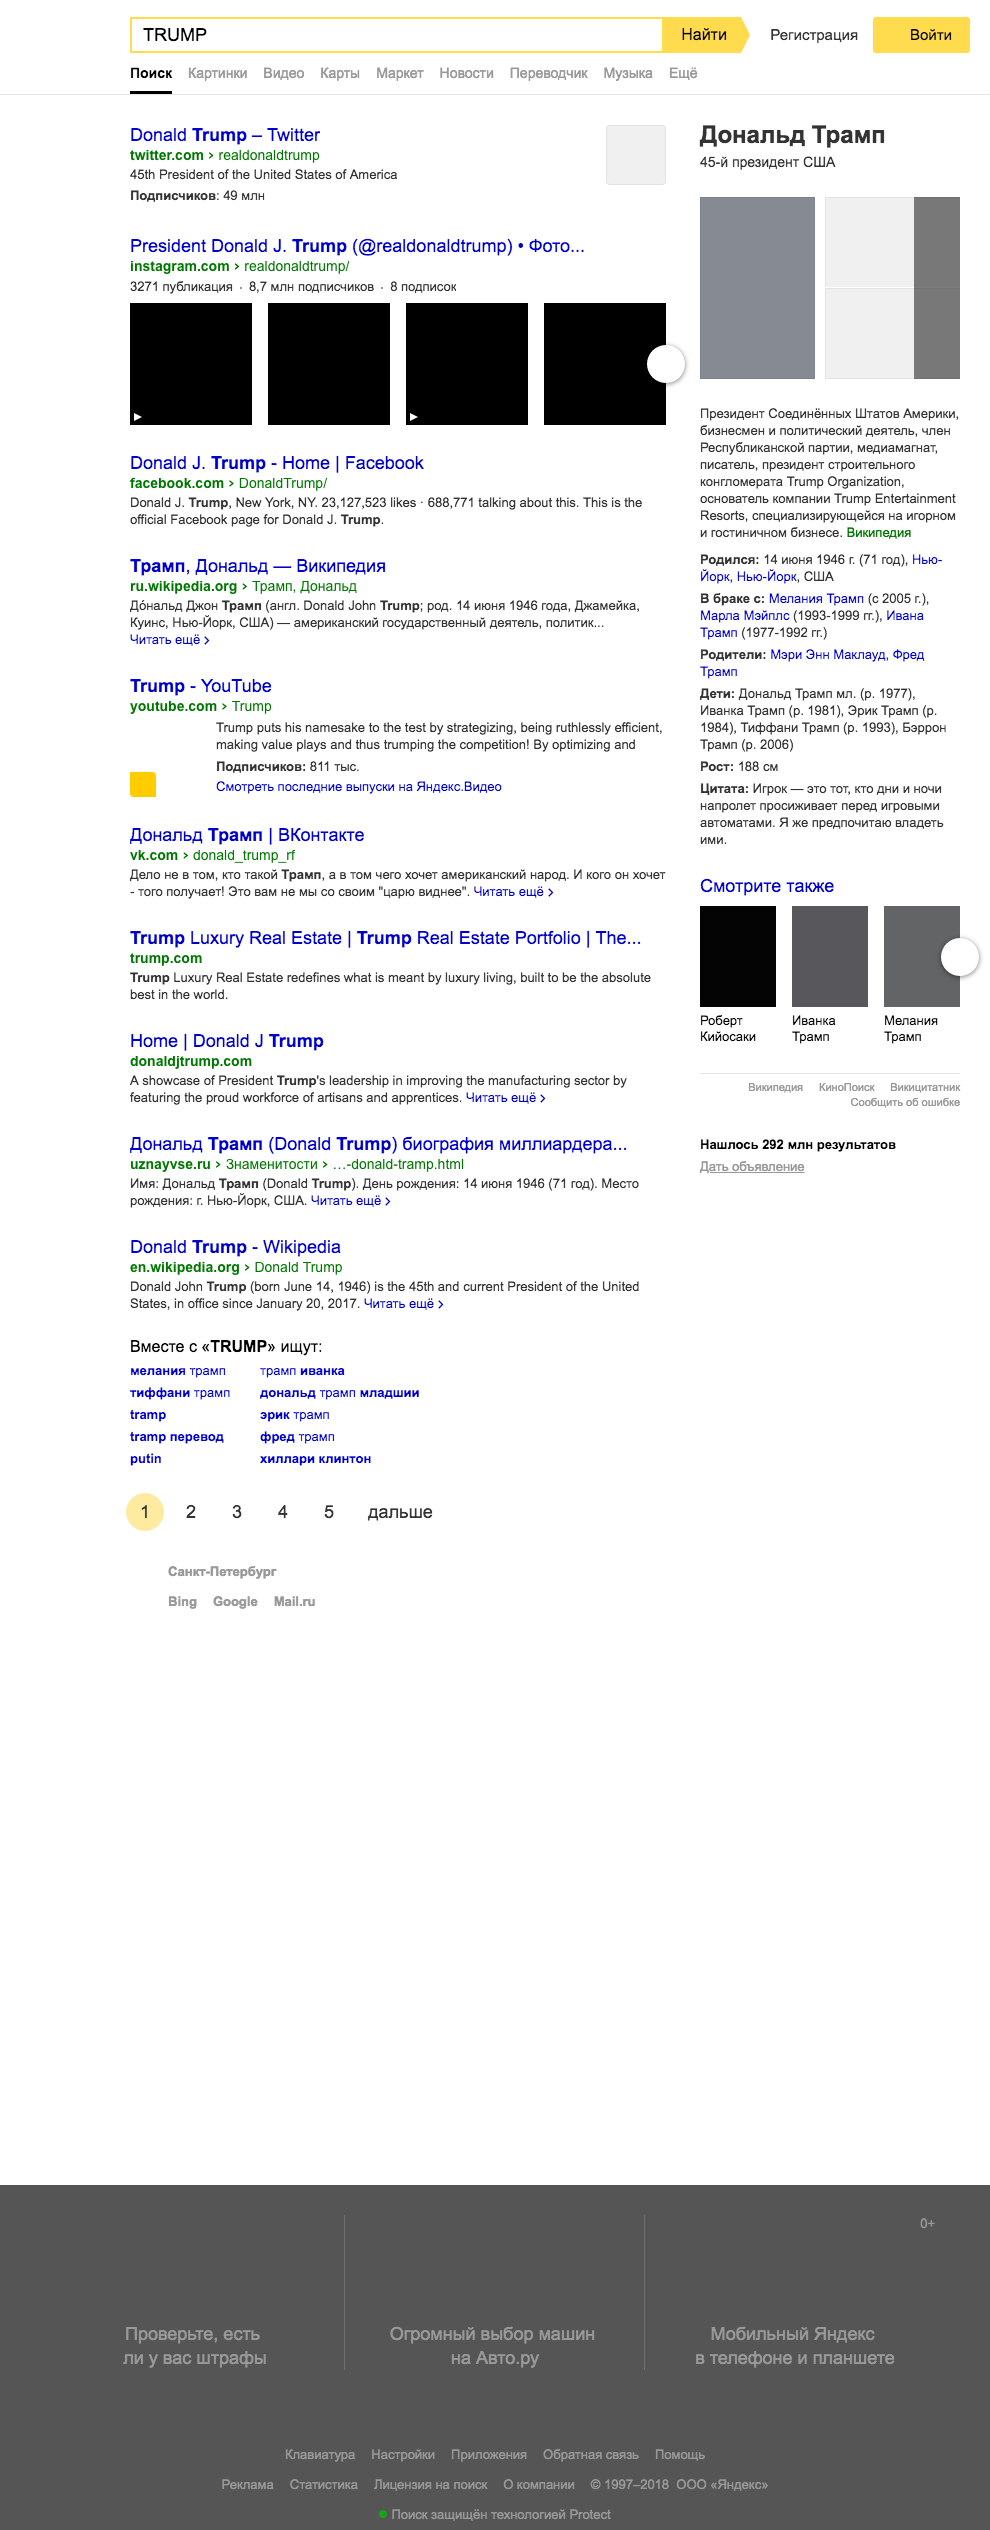 TRUMP
Найти
Регистрация
Войти
Поиск Картинки Видео Карты Маркет Новости Переводчик Музыка Ещё
Donald Trump – Twitter
twitter.com › realdonaldtrump
45th President of the United States of America
Подписчиков: 49 млн
President Donald J. Trump (@realdonaldtrump) • Фото...
instagram.com › realdonaldtrump/
3271 публикация · 8,7 млн подписчиков · 8 подписок
Donald J. Trump - Home | Facebook
facebook.com › DonaldTrump/
Donald J. Trump, New York, NY. 23,127,523 likes · 688,771 talking about this. This is the
official Facebook page for Donald J. Trump.
Трамп, Дональд — Википедия
ru.wikipedia.org › Трамп, Дональд
До́нальд Джон Трамп (англ. Donald John Trump; род. 14 июня 1946 года, Джамейка,
Куинс, Нью-Йорк, США) — американский государственный деятель, политик...
Читать ещё ›
Trump - YouTube
youtube.com › Trump
Trump puts his namesake to the test by strategizing, being ruthlessly efficient,
making value plays and thus trumping the competition! By optimizing and
Подписчиков: 811 тыс.
Смотреть последние выпуски на Яндекс.Видео
Дональд Трамп | ВКонтакте
vk.com › donald_trump_rf
Дело не в том, кто такой Трамп, а в том чего хочет американский народ. И кого он хочет
- того получает! Это вам не мы со своим "царю виднее". Читать ещё ›
Trump Luxury Real Estate | Trump Real Estate Portfolio | The...
trump.com
Trump Luxury Real Estate redefines what is meant by luxury living, built to be the absolute
best in the world.
Home | Donald J Trump
donaldjtrump.com
A showcase of President Trump's leadership in improving the manufacturing sector by
featuring the proud workforce of artisans and apprentices. Читать ещё ›
Дональд Трамп (Donald Trump) биография миллиардера...
uznayvse.ru › Знаменитости › …-donald-tramp.html
Имя: Дональд Трамп (Donald Trump). День рождения: 14 июня 1946 (71 год). Место
рождения: г. Нью-Йорк, США. Читать ещё ›
Donald Trump - Wikipedia
en.wikipedia.org › Donald Trump
Donald John Trump (born June 14, 1946) is the 45th and current President of the United
States, in office since January 20, 2017. Читать ещё ›
Вместе с «TRUMP» ищут:
мелания трамп трамп иванка
тиффани трамп дональд трамп младшии
tramp эрик трамп
tramp перевод фред трамп
putin хиллари клинтон
1 2 3 4 5 дальше
Санкт-Петербург
Bing Google Mail.ru
Дональд Трамп
45-й президент США
Президент Соединённых Штатов Америки,
бизнесмен и политический деятель, член
Республиканской партии, медиамагнат,
писатель, президент строительного
конгломерата Trump Organization,
основатель компании Trump Entertainment
Resorts, специализирующейся на игорном
и гостиничном бизнесе. Википедия
Родился: 14 июня 1946 г. (71 год), Нью-
Йорк, Нью-Йорк, США
В браке с: Мелания Трамп (с 2005 г.),
Марла Мэйплс (1993-1999 гг.), Ивана
Трамп (1977-1992 гг.)
Родители: Мэри Энн Маклауд, Фред
Трамп
Дети: Дональд Трамп мл. (р. 1977),
Иванка Трамп (р. 1981), Эрик Трамп (р.
1984), Тиффани Трамп (р. 1993), Бэррон
Трамп (р. 2006)
Рост: 188 см
Цитата: Игрок — это тот, кто дни и ночи
напролет просиживает перед игровыми
автоматами. Я же предпочитаю владеть
ими.
Смотрите также
Роберт Иванка Мелания
Кийосаки Трамп Трамп
Википедия КиноПоиск Викицитатник
Сообщить об ошибке
Нашлось 292 млн результатов
Дать объявление
0+
Проверьте, есть
ли у вас штрафы
Огромный выбор машин
на Авто.ру
Мобильный Яндекс
в телефоне и планшете
Клавиатура Настройки Приложения Обратная связь Помощь
Реклама Статистика Лицензия на поиск О компании © 1997–2018 ООО «Яндекс»
Поиск защищён технологией Protect